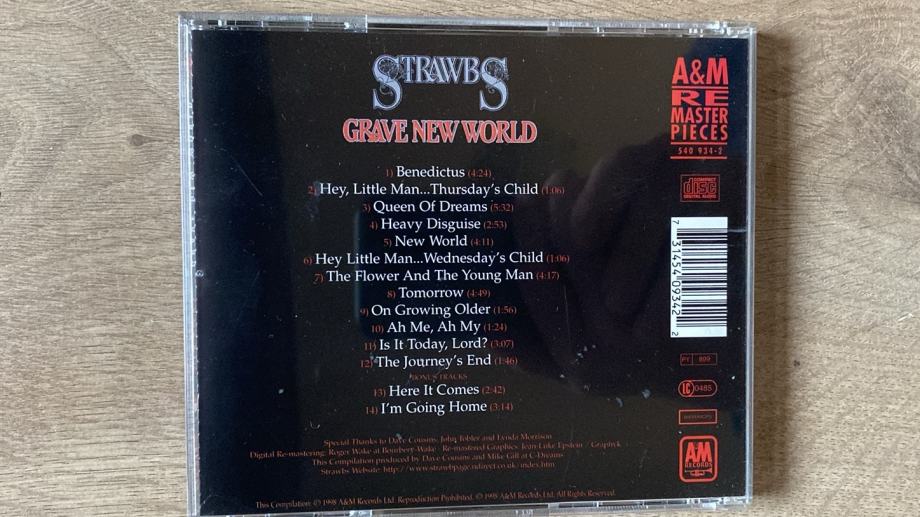 STRAWBS
GRAVE NEW WORLD
1) Benedictus (4:24)
2) Hey, Little Man...Thursday's Child (1:06)
3) Queen Of Dreams (5:32)
4) Heavy Disguise (2:53)
5) New World (4:11)
6) Hey Little Man...Wednesday's Child (1:06)
7) The Flower And The Young Man (4:17)
8) Tomorrow (4:49)
9) On Growing Older (1:56)
10) Ah Me, Ah My (1:24)
11) Is It Today, Lord? (3:07)
12) The Journey's End (1:46)
BONUS TRACKS
13) Here It Comes (2:42)
14) I'm Going Home (3:14)
Special Thanks to Dave Cousins, John Tobler and Lynda Morrison
Digital Re-mastering: Roger Wake at Bourbery-Wake · Re-mastered Graphics: Jean-Luke Epstein / Graphyk
This Compilation produced by Dave Cousins and Mike Gill at C-Dreams
Strawbs Website: http://www.strawbpage.ndirect.co.uk/index.htm
This Compilation: © 1998 A&M Records Ltd. Reproduction Prohibited. © 1998 A&M Records Ltd. All Rights Reserved.
A&M
RE
MASTER
PIECES
540 934-2
COMPACT
disc
DIGITAL AUDIO
7 31454 09342 2
PY 899
LC 0485
BIEM/MCPS
A&M
RECORDS